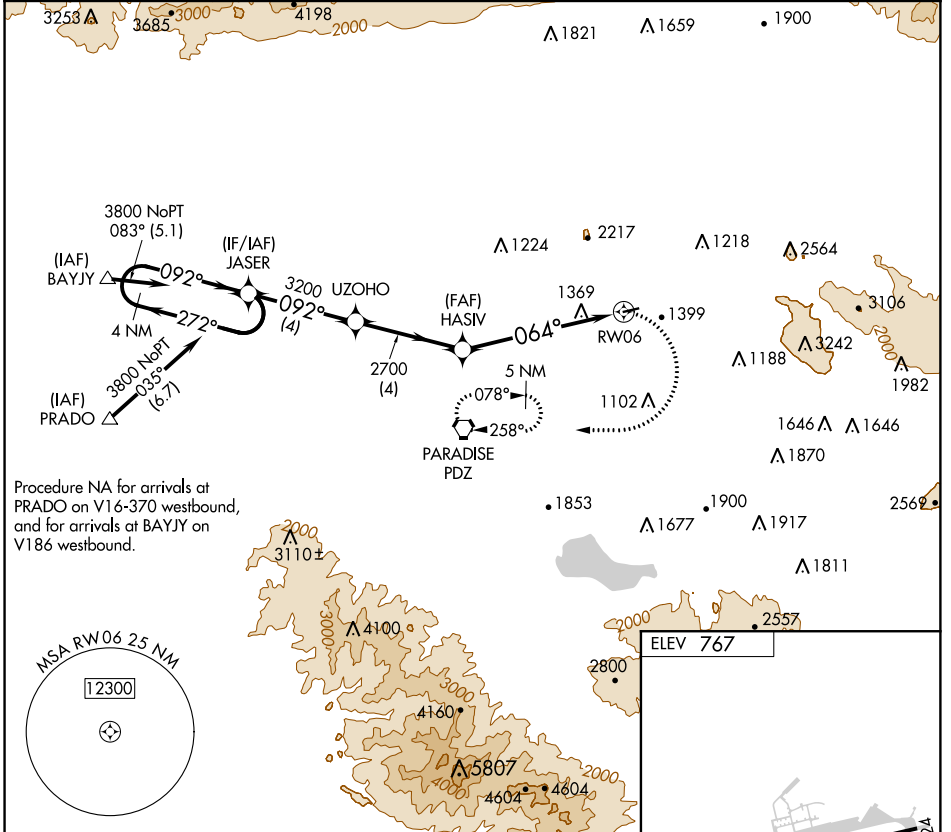 3253
3685
3000
4198
2000
1821
1659
1900
3800 NoPT
083° (5.1)
(IAF)
BAYJY
092°
(IF/IAF)
JASER
4 NM
272°
3200
092°
(4)
UZOHO
(FAF)
HASIV
2700
(4)
064°
1224
2217
1369
RW06
1399
1218
2564
3106
2000
3242
1188
1982
3800 NoPT
035°
(6.7)
(IAF)
PRADO
5 NM
078°
258°
PARADISE
PDZ
1102
1646
1646
1870
Procedure NA for arrivals at
PRADO on V16-370 westbound,
and for arrivals at BAYJY on
V186 westbound.
1853
1900
2569
1677
1917
1811
2000
3110±
3000
4100
2000
2557
2800
3000
4160
5807
4000
4604
4604
2000
MSA RW06 25 NM
12300
ELEV 767
24